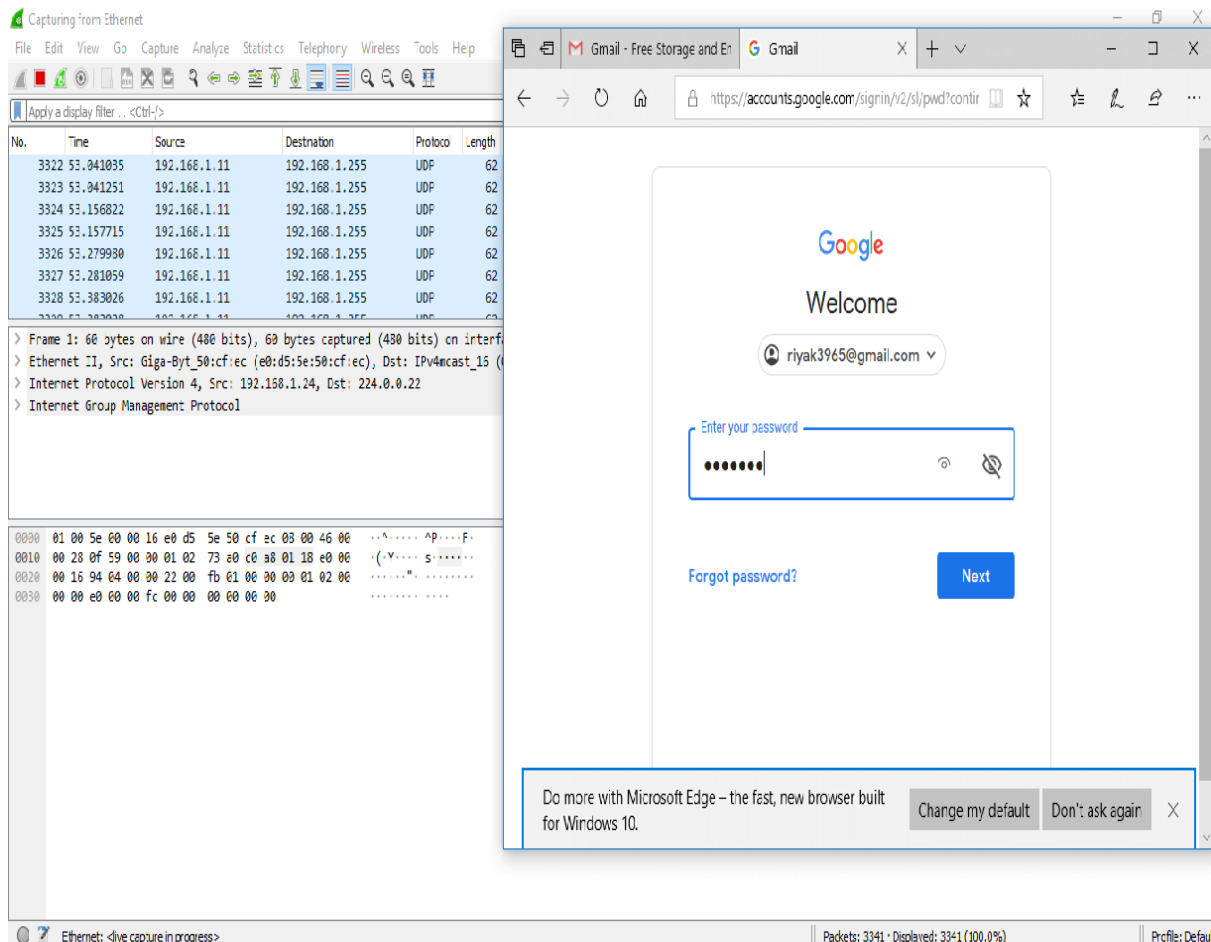 Capturing from Ethernet
File Edit View Go Capture Analyze Statistics Telephony Wireless Tools Help
Apply a display filter ... <Ctrl-/>
No. Time Source Destination Protocol Length
3322 53.041035 192.168.1.11 192.168.1.255 UDP 62
3323 53.041251 192.168.1.11 192.168.1.255 UDP 62
3324 53.156822 192.168.1.11 192.168.1.255 UDP 62
3325 53.157715 192.168.1.11 192.168.1.255 UDP 62
3326 53.279980 192.168.1.11 192.168.1.255 UDP 62
3327 53.281059 192.168.1.11 192.168.1.255 UDP 62
3328 53.383026 192.168.1.11 192.168.1.255 UDP 62
> Frame 1: 60 bytes on wire (480 bits), 60 bytes captured (480 bits) on interfa
> Ethernet II, Src: Giga-Byt_50:cf:ec (e0:d5:5e:50:cf:ec), Dst: IPv4mcast_16 (
> Internet Protocol Version 4, Src: 192.168.1.24, Dst: 224.0.0.22
> Internet Group Management Protocol
0000 01 00 5e 00 00 16 e0 d5 5e 50 cf ec 08 00 46 00 ··^····· ^P····F·
0010 00 28 0f 59 00 00 01 02 73 a0 c0 a8 01 18 e0 00 ·(·Y···· s·······
0020 00 16 94 04 00 00 22 00 fb 01 00 00 00 01 02 00 ······"· ········
0030 00 00 e0 00 00 fc 00 00 00 00 00 00 ········ ····
Ethernet: <live capture in progress>
Packets: 3341 · Displayed: 3341 (100.0%)
Profile: Defau
Gmail - Free Storage and Em
Gmail
https://accounts.google.com/signin/v2/sl/pwd?contin
Google
Welcome
riyak3965@gmail.com
Enter your password
•••••••
Forgot password?
Next
Do more with Microsoft Edge – the fast, new browser built
for Windows 10.
Change my default
Don't ask again